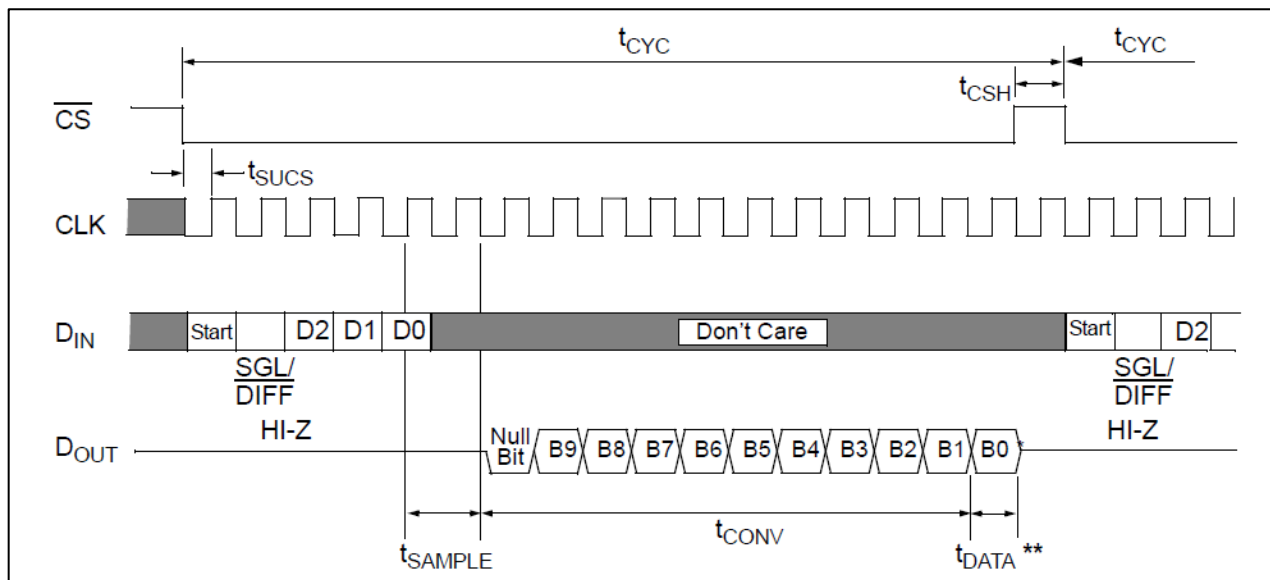 tCYC tCYC
tCSH
CS
tSUCS
CLK
DIN Start D2 D1 D0 Don't Care Start D2
SGL/ SGL/
DIFF DIFF
HI-Z HI-Z
DOUT Null Bit B9 B8 B7 B6 B5 B4 B3 B2 B1 B0 *
tSAMPLE tCONV tDATA **